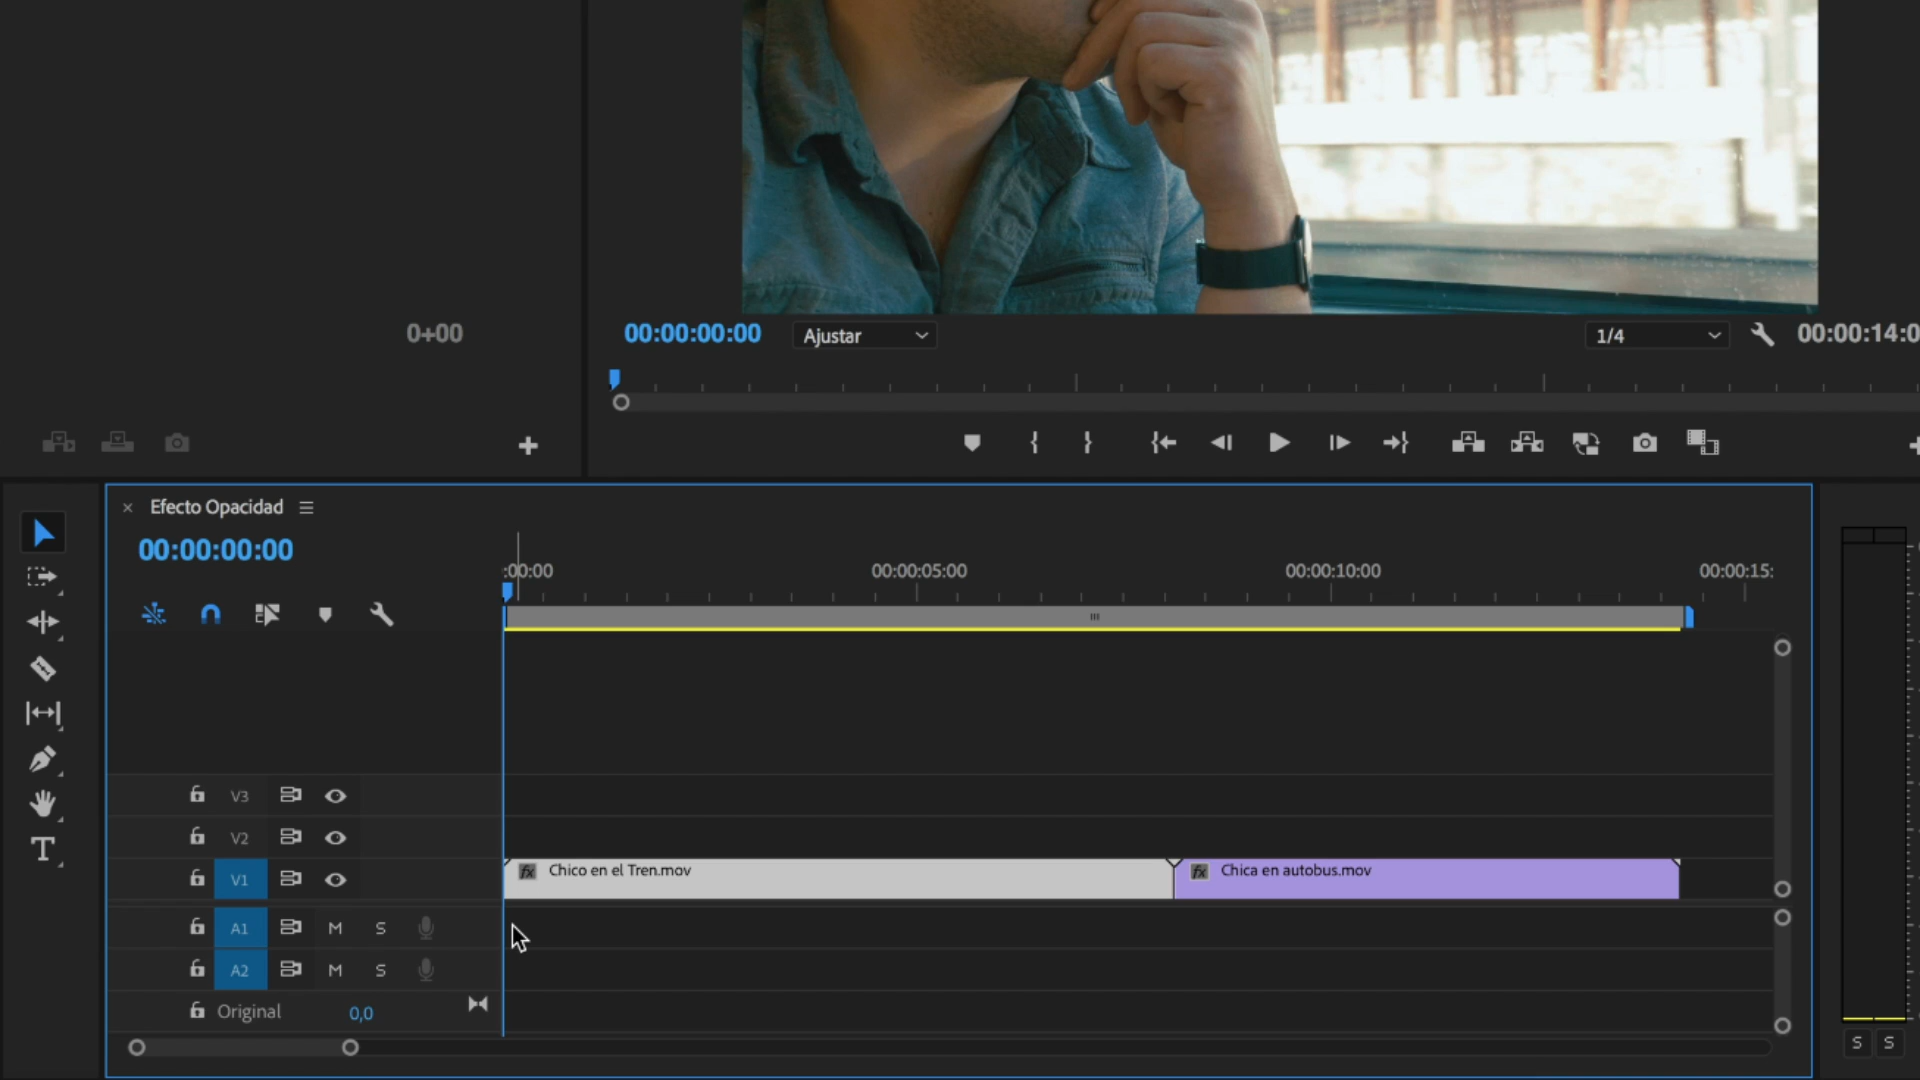 0+00
00:00:00:00
Ajustar
1/4
00:00:14:0
Efecto Opacidad
00:00:00:00
:00:00
00:00:05:00
00:00:10:00
00:00:15:
V3
V2
V1
fx Chico en el Tren.mov
fx Chica en autobus.mov
A1 M S
A2 M S
Original 0,0
S S